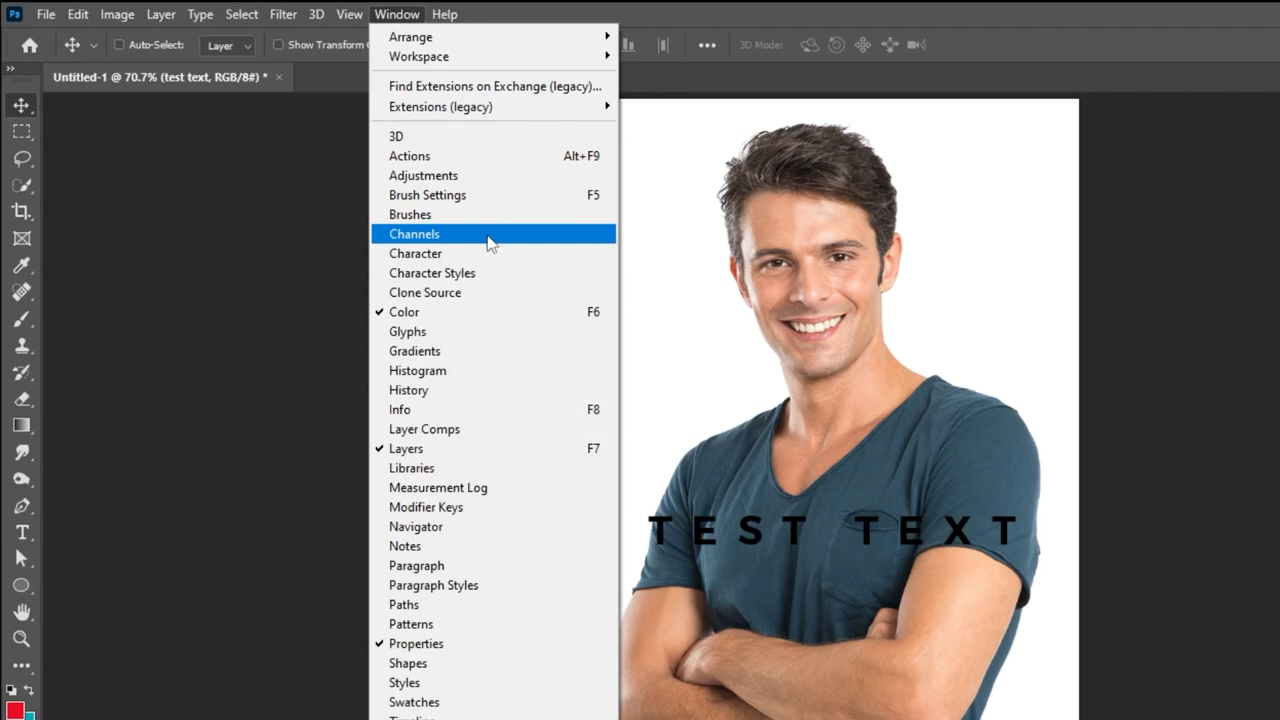 Ps File Edit Image Layer Type Select Filter 3D View Window Help
Auto-Select: Layer Show Transform 3D Mode:
Untitled-1 @ 70.7% (test text, RGB/8#) * ×
Arrange
Workspace
Find Extensions on Exchange (legacy)...
Extensions (legacy)
3D
Actions Alt+F9
Adjustments
Brush Settings F5
Brushes
Channels
Character
Character Styles
Clone Source
Color F6
Glyphs
Gradients
Histogram
History
Info F8
Layer Comps
Layers F7
Libraries
Measurement Log
Modifier Keys
Navigator
Notes
Paragraph
Paragraph Styles
Paths
Patterns
Properties
Shapes
Styles
Swatches
TEST TEXT